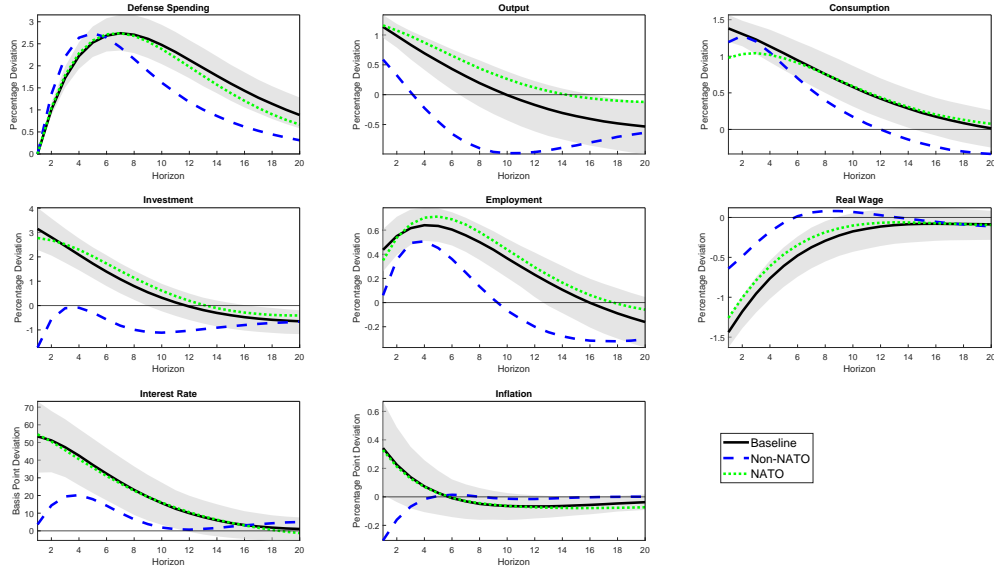 Defense Spending
Percentage Deviation
3
2.5
2
1.5
1
0.5
0
2 4 6 8 10 12 14 16 18 20
Horizon
Output
Percentage Deviation
1
0.5
0
-0.5
2 4 6 8 10 12 14 16 18 20
Horizon
Consumption
Percentage Deviation
1.5
1
0.5
0
2 4 6 8 10 12 14 16 18 20
Horizon
Investment
Percentage Deviation
4
3
2
1
0
-1
2 4 6 8 10 12 14 16 18 20
Horizon
Employment
Percentage Deviation
0.6
0.4
0.2
0
-0.2
2 4 6 8 10 12 14 16 18 20
Horizon
Real Wage
Percentage Deviation
0
-0.5
-1
-1.5
2 4 6 8 10 12 14 16 18 20
Horizon
Interest Rate
Basis Point Deviation
70
60
50
40
30
20
10
0
2 4 6 8 10 12 14 16 18 20
Horizon
Inflation
Percentage Point Deviation
0.6
0.4
0.2
0
-0.2
2 4 6 8 10 12 14 16 18 20
Horizon
Baseline
Non-NATO
NATO